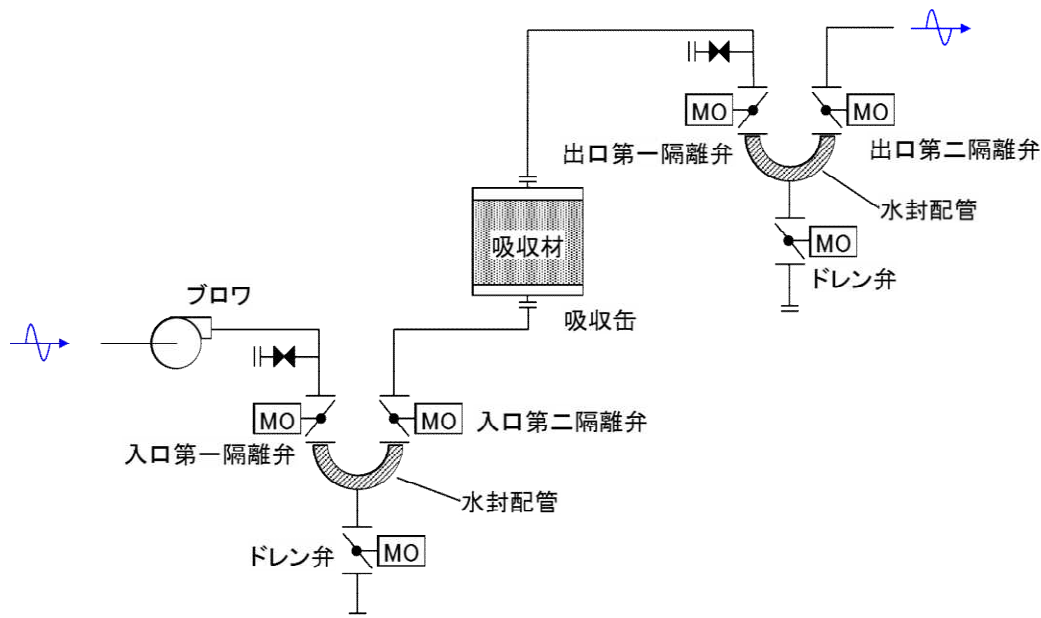 MO
MO
出口第一隔離弁
出口第二隔離弁
水封配管
吸収材
MO
ドレン弁
ブロワ
吸収缶
MO
MO
入口第二隔離弁
入口第一隔離弁
水封配管
ドレン弁
MO